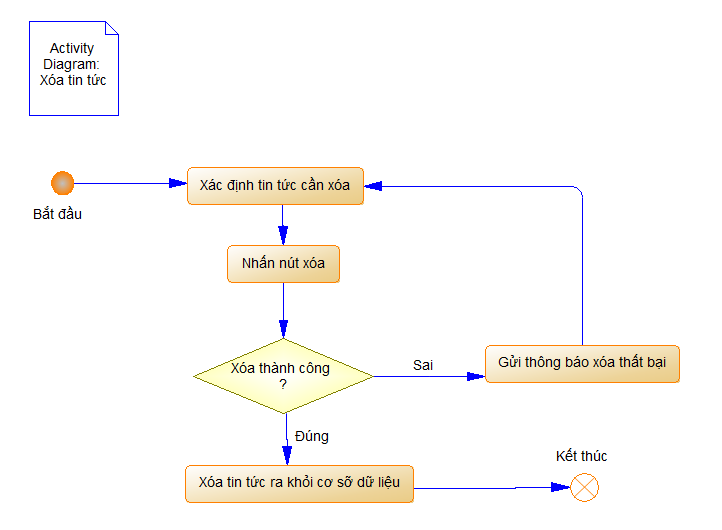 Activity
Diagram:
Xóa tin tức
Xác định tin tức cần xóa
Bắt đầu
Nhấn nút xóa
Xóa thành công
?
Sai
Gửi thông báo xóa thất bại
Đúng
Kết thúc
Xóa tin tức ra khỏi cơ sỡ dữ liệu